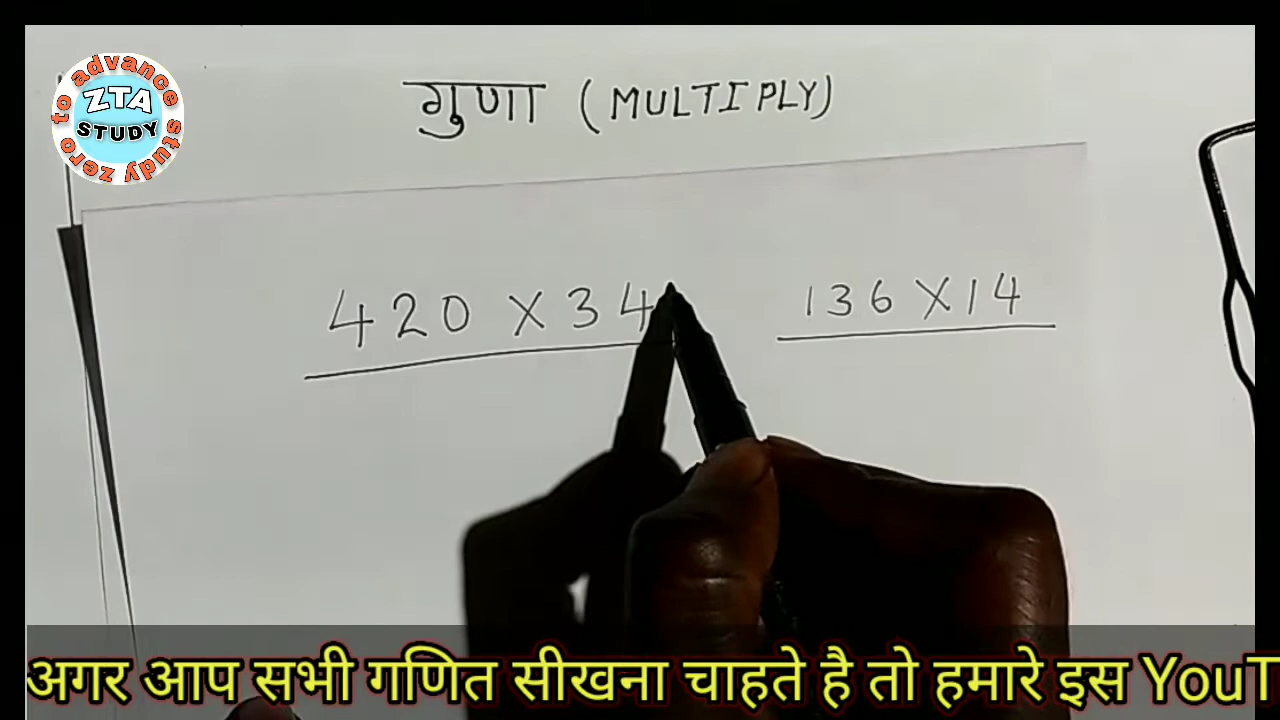 zero to advance study
ZTA
STUDY
गुणा (MULTIPLY)
420 X 34
136 X 14
अगर आप सभी गणित सीखना चाहते है तो हमारे इस YouT